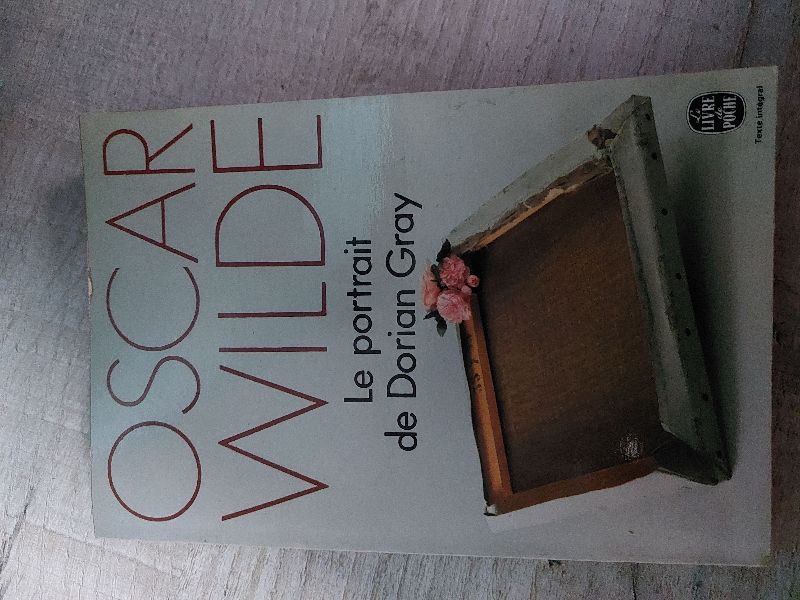 OSCAR
WILDE
Le portrait
de Dorian Gray
Le
LIVRE
de
POCHE
Texte intégral